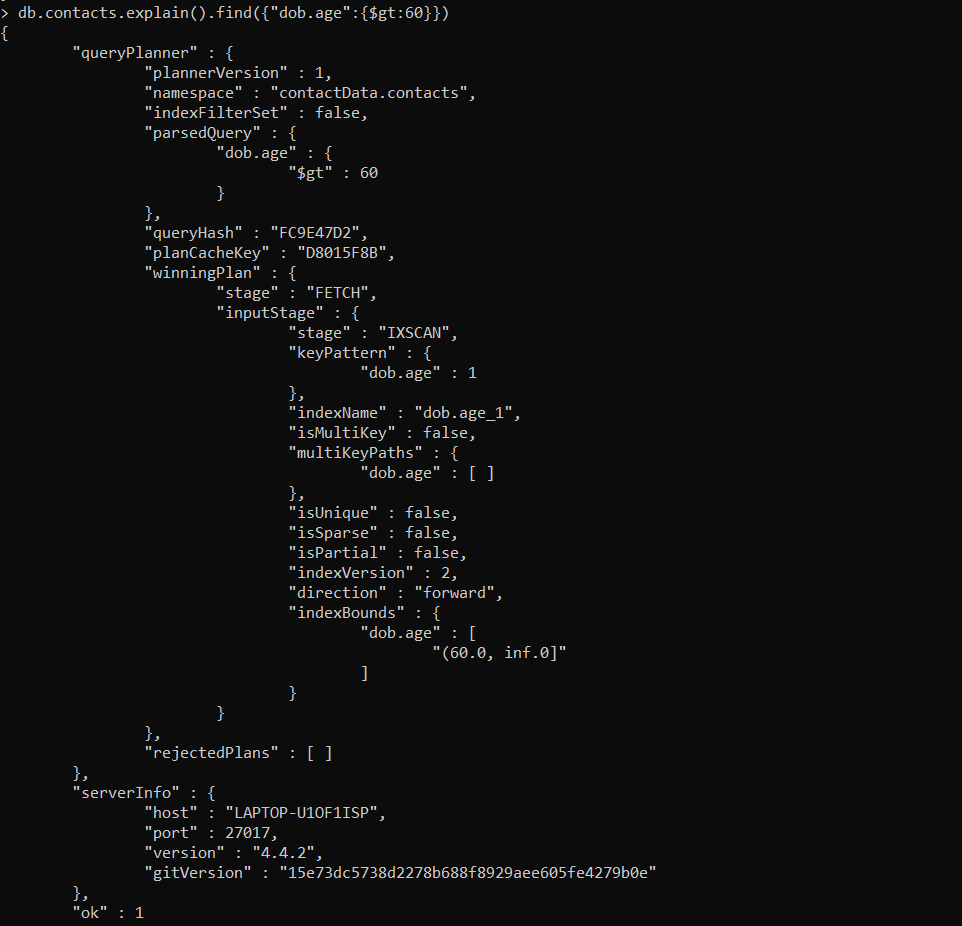 > db.contacts.explain().find({"dob.age":{$gt:60}})
{
        "queryPlanner" : {
                "plannerVersion" : 1,
                "namespace" : "contactData.contacts",
                "indexFilterSet" : false,
                "parsedQuery" : {
                        "dob.age" : {
                                "$gt" : 60
                        }
                },
                "queryHash" : "FC9E47D2",
                "planCacheKey" : "D8015F8B",
                "winningPlan" : {
                        "stage" : "FETCH",
                        "inputStage" : {
                                "stage" : "IXSCAN",
                                "keyPattern" : {
                                        "dob.age" : 1
                                },
                                "indexName" : "dob.age_1",
                                "isMultiKey" : false,
                                "multiKeyPaths" : {
                                        "dob.age" : [ ]
                                },
                                "isUnique" : false,
                                "isSparse" : false,
                                "isPartial" : false,
                                "indexVersion" : 2,
                                "direction" : "forward",
                                "indexBounds" : {
                                        "dob.age" : [
                                                "(60.0, inf.0]"
                                        ]
                                }
                        }
                },
                "rejectedPlans" : [ ]
        },
        "serverInfo" : {
                "host" : "LAPTOP-U1OF1ISP",
                "port" : 27017,
                "version" : "4.4.2",
                "gitVersion" : "15e73dc5738d2278b688f8929aee605fe4279b0e"
        },
        "ok" : 1